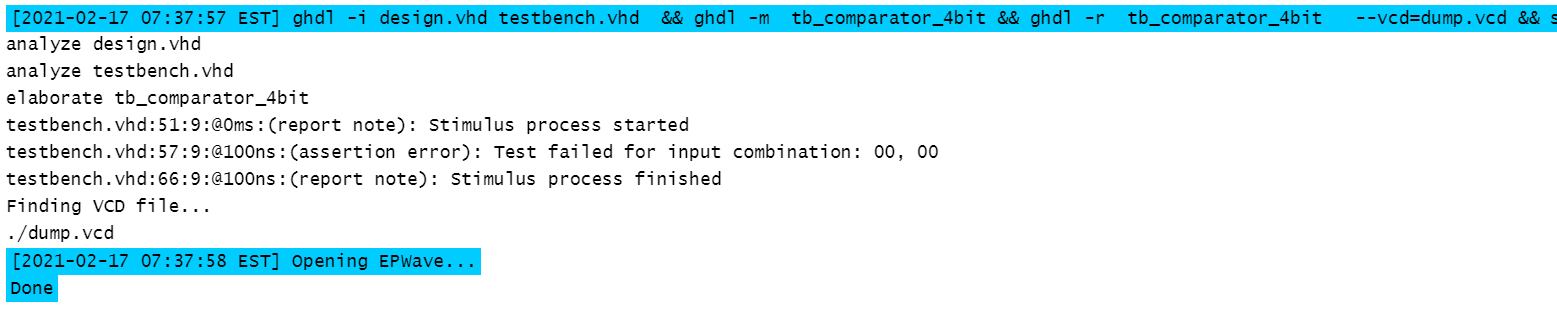 [2021-02-17 07:37:57 EST] ghdl -i design.vhd testbench.vhd  && ghdl -m  tb_comparator_4bit && ghdl -r  tb_comparator_4bit   --vcd=dump.vcd && s
analyze design.vhd
analyze testbench.vhd
elaborate tb_comparator_4bit
testbench.vhd:51:9:@0ms:(report note): Stimulus process started
testbench.vhd:57:9:@100ns:(assertion error): Test failed for input combination: 00, 00
testbench.vhd:66:9:@100ns:(report note): Stimulus process finished
Finding VCD file...
./dump.vcd
[2021-02-17 07:37:58 EST] Opening EPWave...
Done